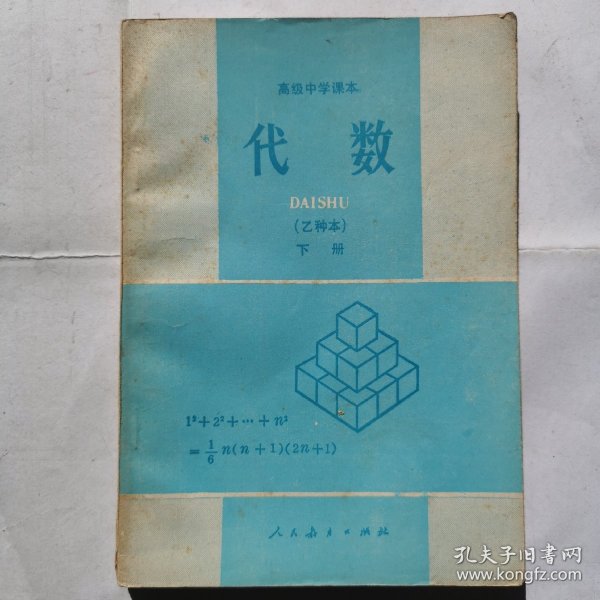 高级中学课本
代数
DAISHU
(乙种本)
下册
1²+2²+…+n²
=1/6 n(n+1)(2n+1)
人民教育出版社
孔夫子旧书网
www.kongfz.com